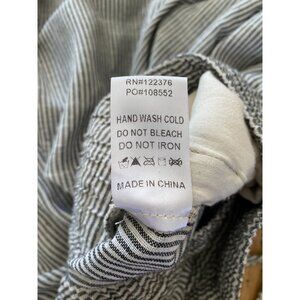 RN#122376
PO#108552
HAND WASH COLD
DO NOT BLEACH
DO NOT IRON
MADE IN CHINA